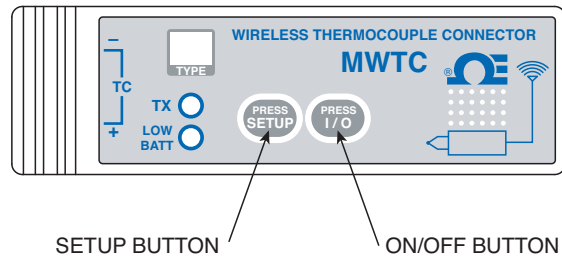 WIRELESS THERMOCOUPLE CONNECTOR
MWTC
®
TYPE
−
TC
+
TX
LOW
BATT
PRESS
SETUP
PRESS
I / O
SETUP BUTTON
ON/OFF BUTTON